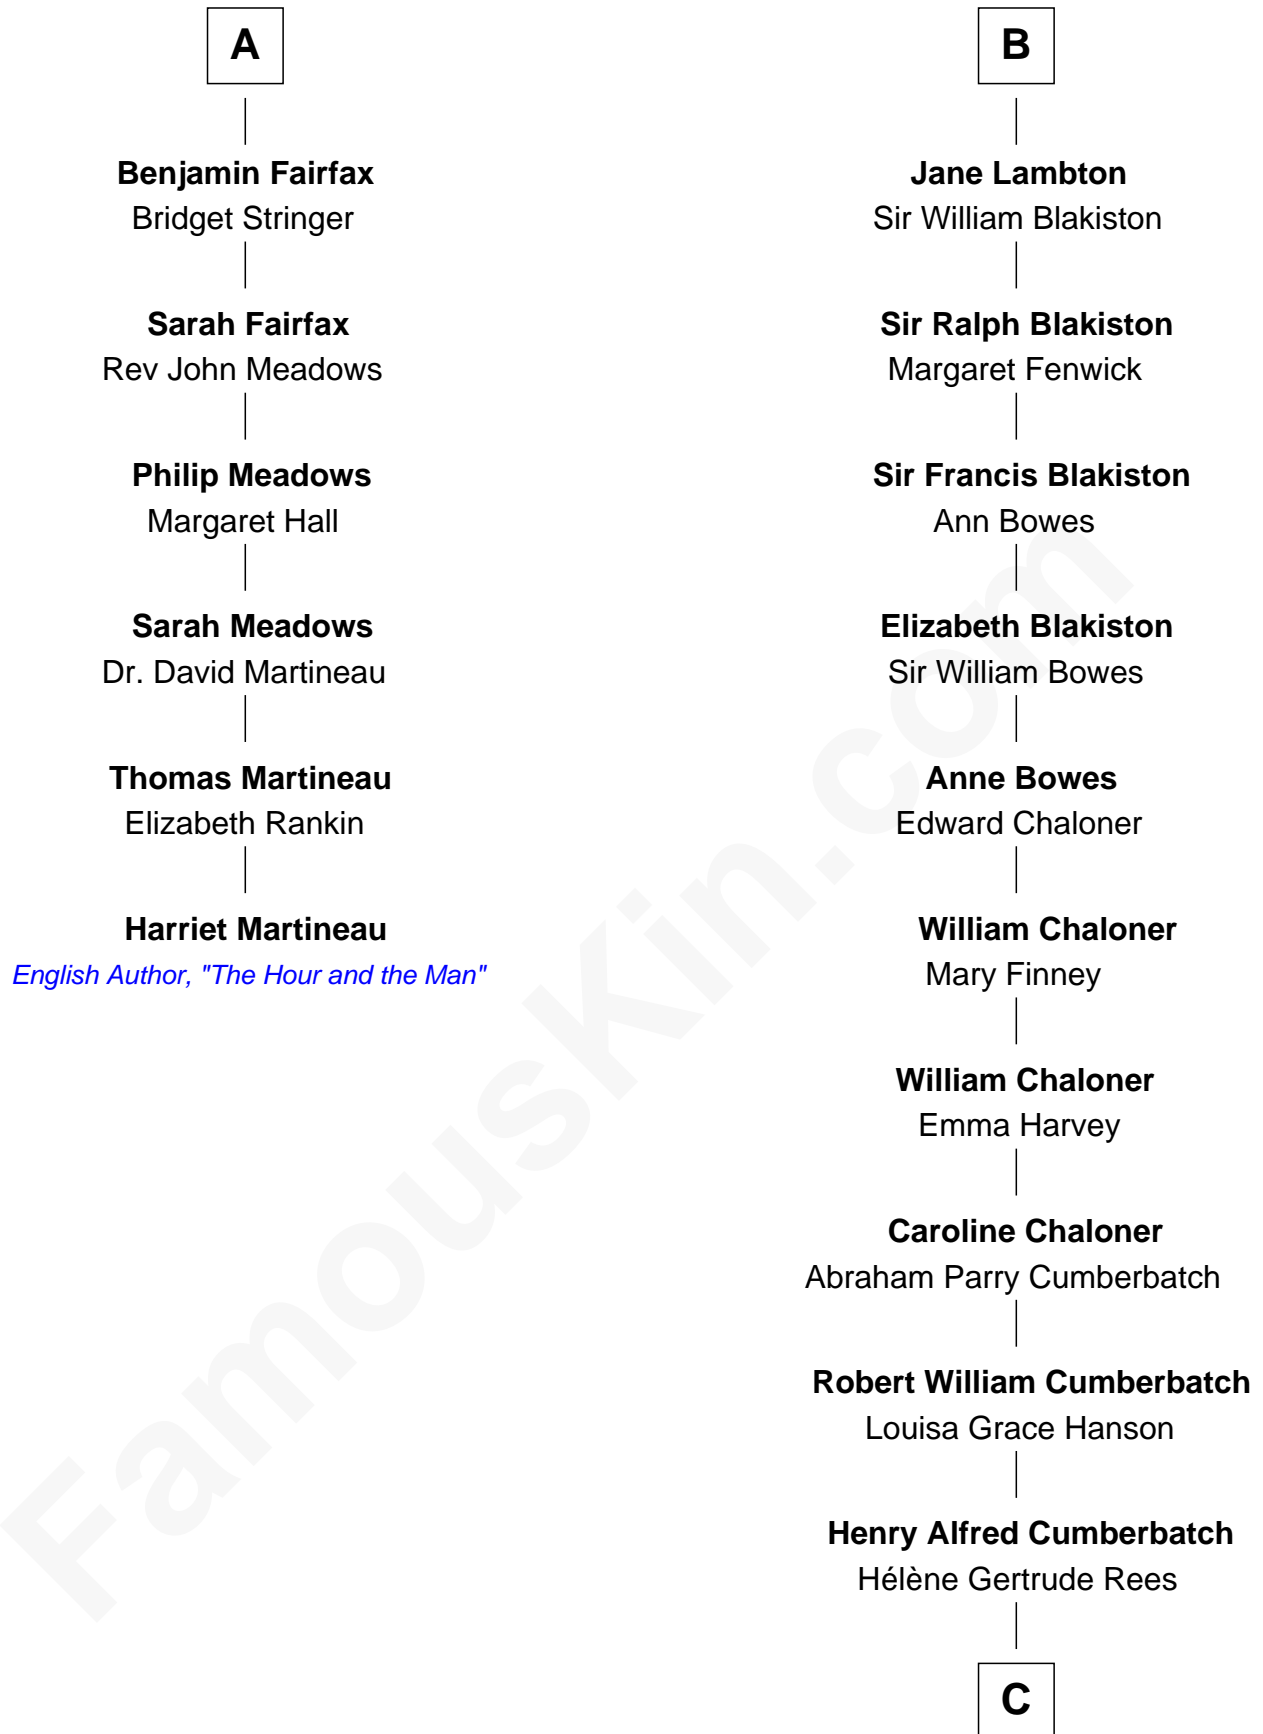 A
Benjamin Fairfax
Bridget Stringer
Sarah Fairfax
Rev John Meadows
Philip Meadows
Margaret Hall
Sarah Meadows
Dr. David Martineau
Thomas Martineau
Elizabeth Rankin
Harriet Martineau
English Author, "The Hour and the Man"
B
Jane Lambton
Sir William Blakiston
Sir Ralph Blakiston
Margaret Fenwick
Sir Francis Blakiston
Ann Bowes
Elizabeth Blakiston
Sir William Bowes
Anne Bowes
Edward Chaloner
William Chaloner
Mary Finney
William Chaloner
Emma Harvey
Caroline Chaloner
Abraham Parry Cumberbatch
Robert William Cumberbatch
Louisa Grace Hanson
Henry Alfred Cumberbatch
Hélène Gertrude Rees
C
FamousKin.com